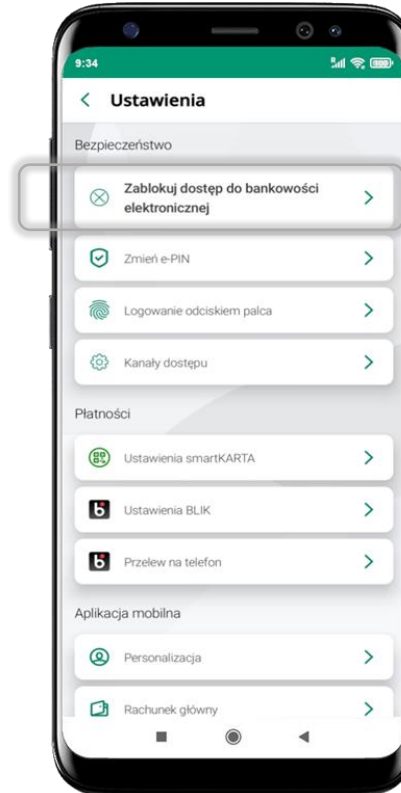 9:34
Ustawienia
Bezpieczeństwo
Zablokuj dostęp do bankowości
elektronicznej
Zmień e-PIN
Logowanie odciskiem palca
Kanały dostępu
Płatności
Ustawienia smartKARTA
Ustawienia BLIK
Przelew na telefon
Aplikacja mobilna
Personalizacja
Rachunek główny